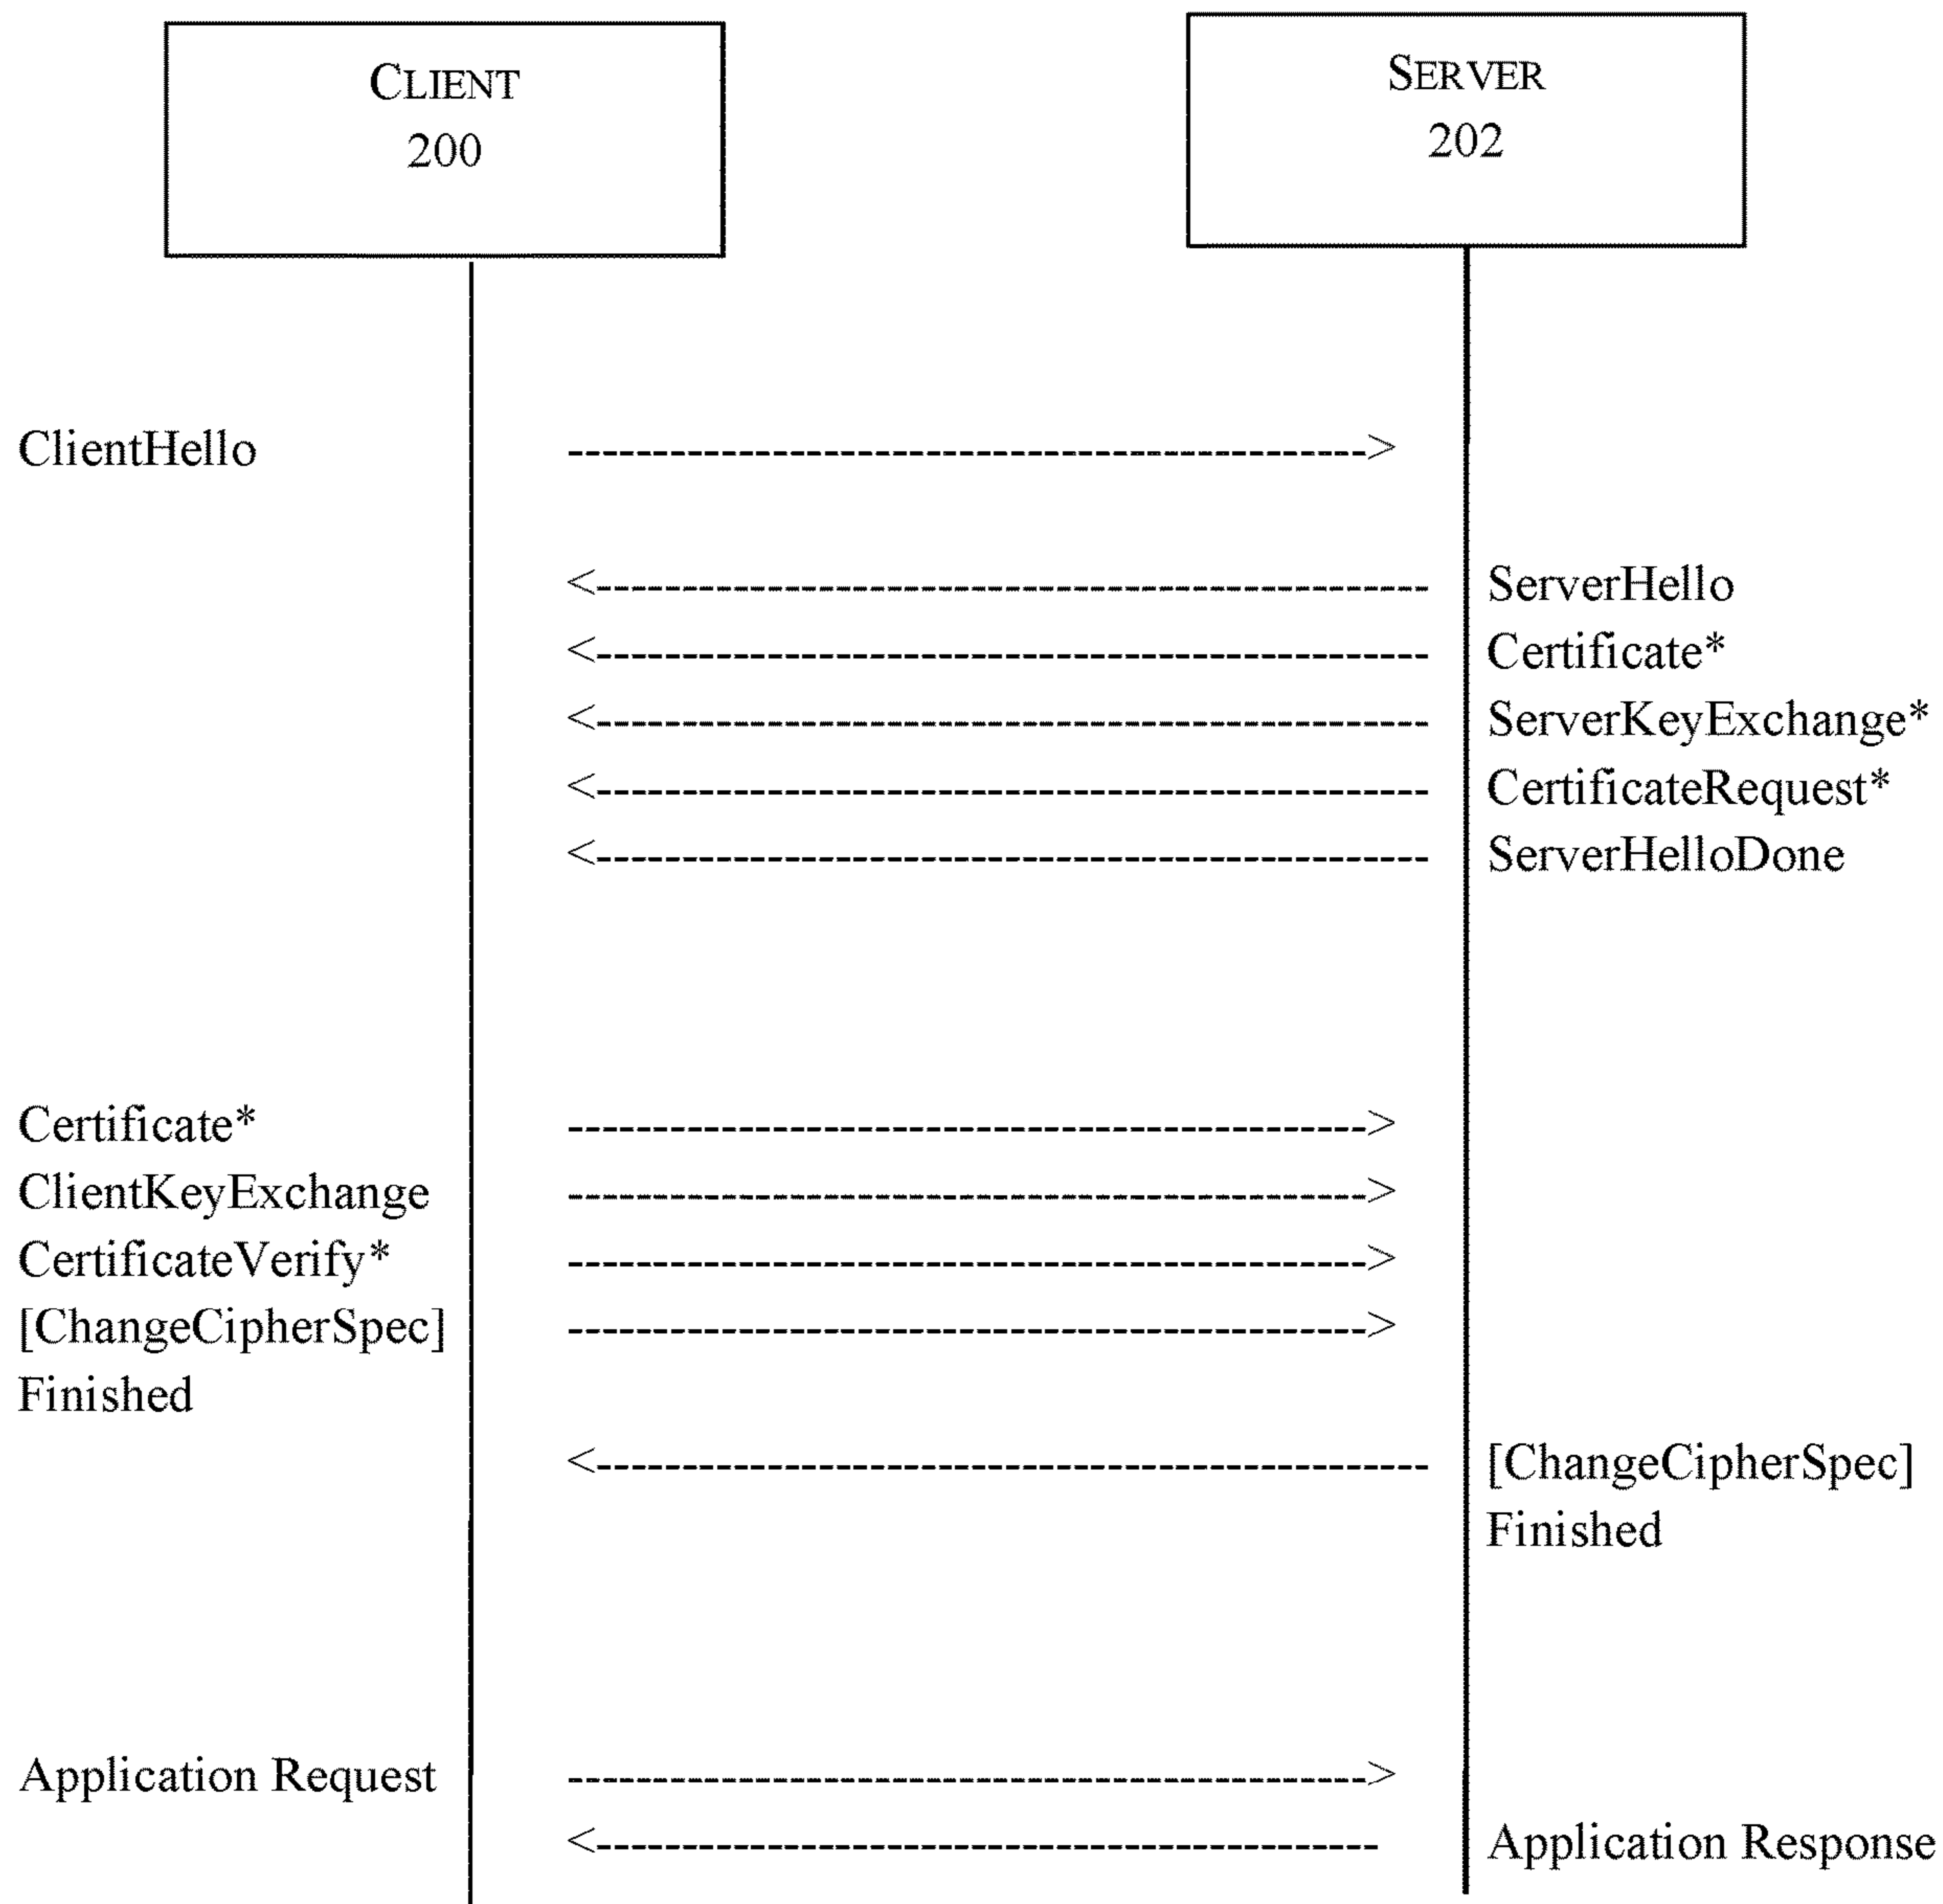 CLIENT
200
SERVER
202
ClientHello
ServerHello
Certificate*
ServerKeyExchange*
CertificateRequest*
ServerHelloDone
Certificate*
ClientKeyExchange
CertificateVerify*
[ChangeCipherSpec]
Finished
[ChangeCipherSpec]
Finished
Application Request
Application Response